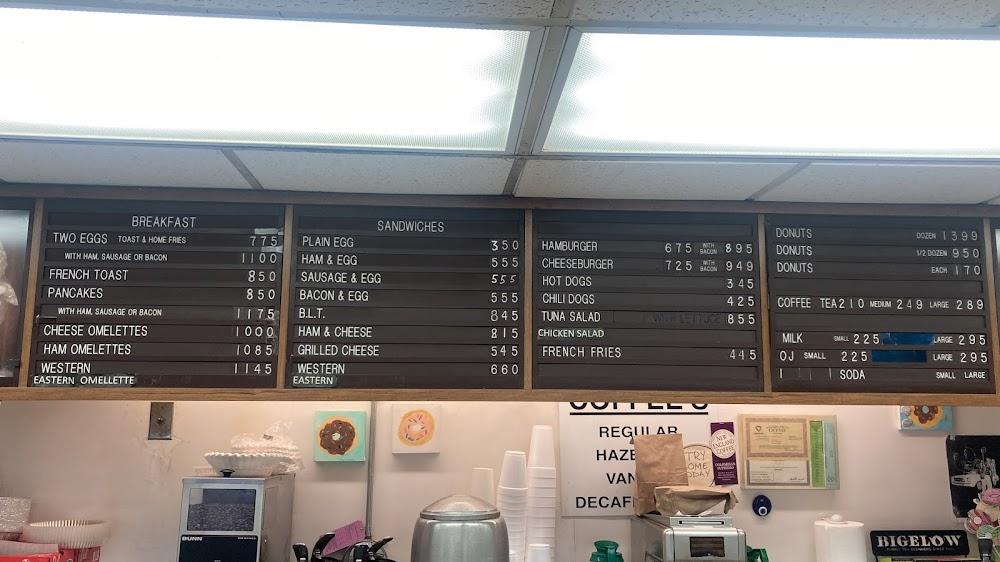 BREAKFAST
TWO EGGS TOAST & HOME FRIES 775
WITH HAM, SAUSAGE OR BACON 1100
FRENCH TOAST 850
PANCAKES 850
WITH HAM, SAUSAGE OR BACON 1175
CHEESE OMELETTES 1000
HAM OMELETTES 1085
WESTERN 1145
EASTERN OMELLETTE
SANDWICHES
PLAIN EGG 350
HAM & EGG 555
SAUSAGE & EGG 555
BACON & EGG 555
B.L.T. 845
HAM & CHEESE 815
GRILLED CHEESE 545
WESTERN 660
EASTERN
HAMBURGER 675 WITH BACON 895
CHEESEBURGER 725 WITH BACON 949
HOT DOGS 345
CHILI DOGS 425
TUNA SALAD WITH LETTUCE 855
CHICKEN SALAD
FRENCH FRIES 445
DONUTS DOZEN 1399
DONUTS 1/2 DOZEN 950
DONUTS EACH 170
COFFEE TEA 210 MEDIUM 249 LARGE 289
MILK SMALL 225 LARGE 295
OJ SMALL 225 LARGE 295
SODA SMALL LARGE
REGULAR
HAZE
VAN
DECAF
NEW ENGLAND COFFEE
TRY
SOME
TODAY
BUNN
BIGELOW